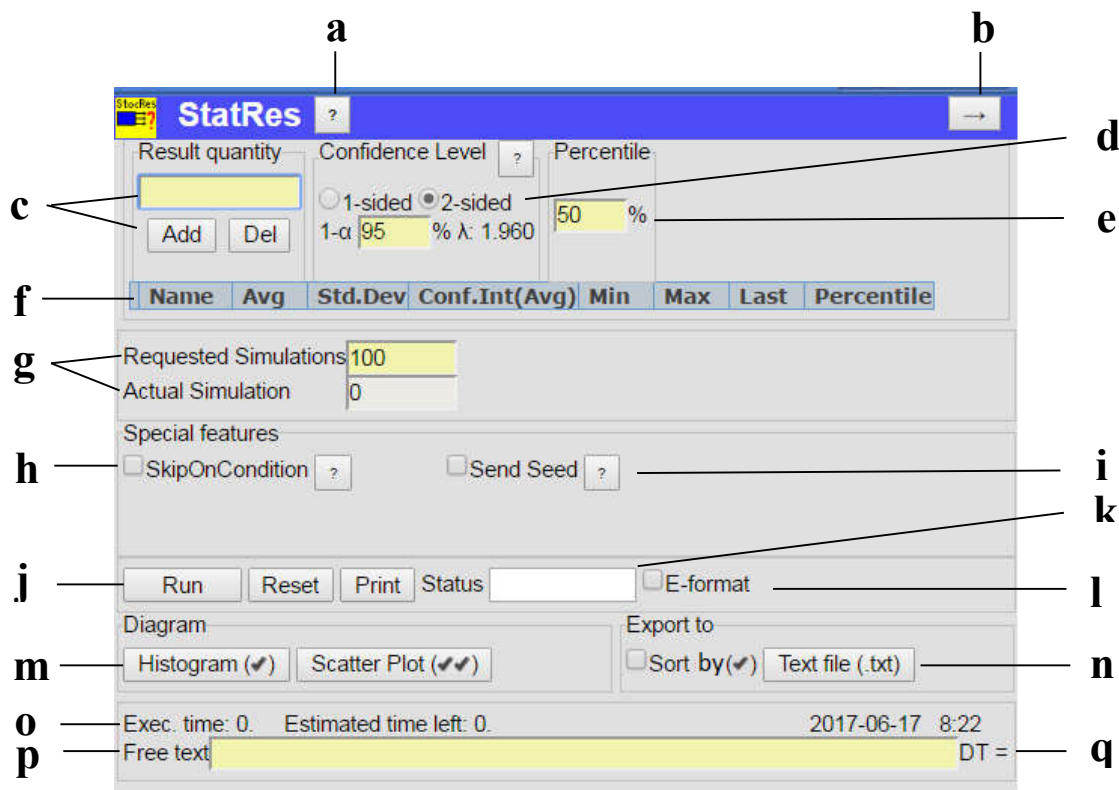 a b
StocRes
? StatRes ? →
Result quantity Confidence Level ? Percentile
d
c 1-sided 2-sided
50 % e
Add Del 1-α 95 % λ: 1.960
f Name Avg Std.Dev Conf.Int(Avg) Min Max Last Percentile
g Requested Simulations 100
Actual Simulation 0
Special features
h SkipOnCondition ? Send Seed ? i
k
j Run Reset Print Status E-format l
Diagram Export to
m Histogram (✔) Scatter Plot (✔✔) Sort by(✔) Text file (.txt) n
o Exec. time: 0. Estimated time left: 0. 2017-06-17 8:22
p Free text DT = q